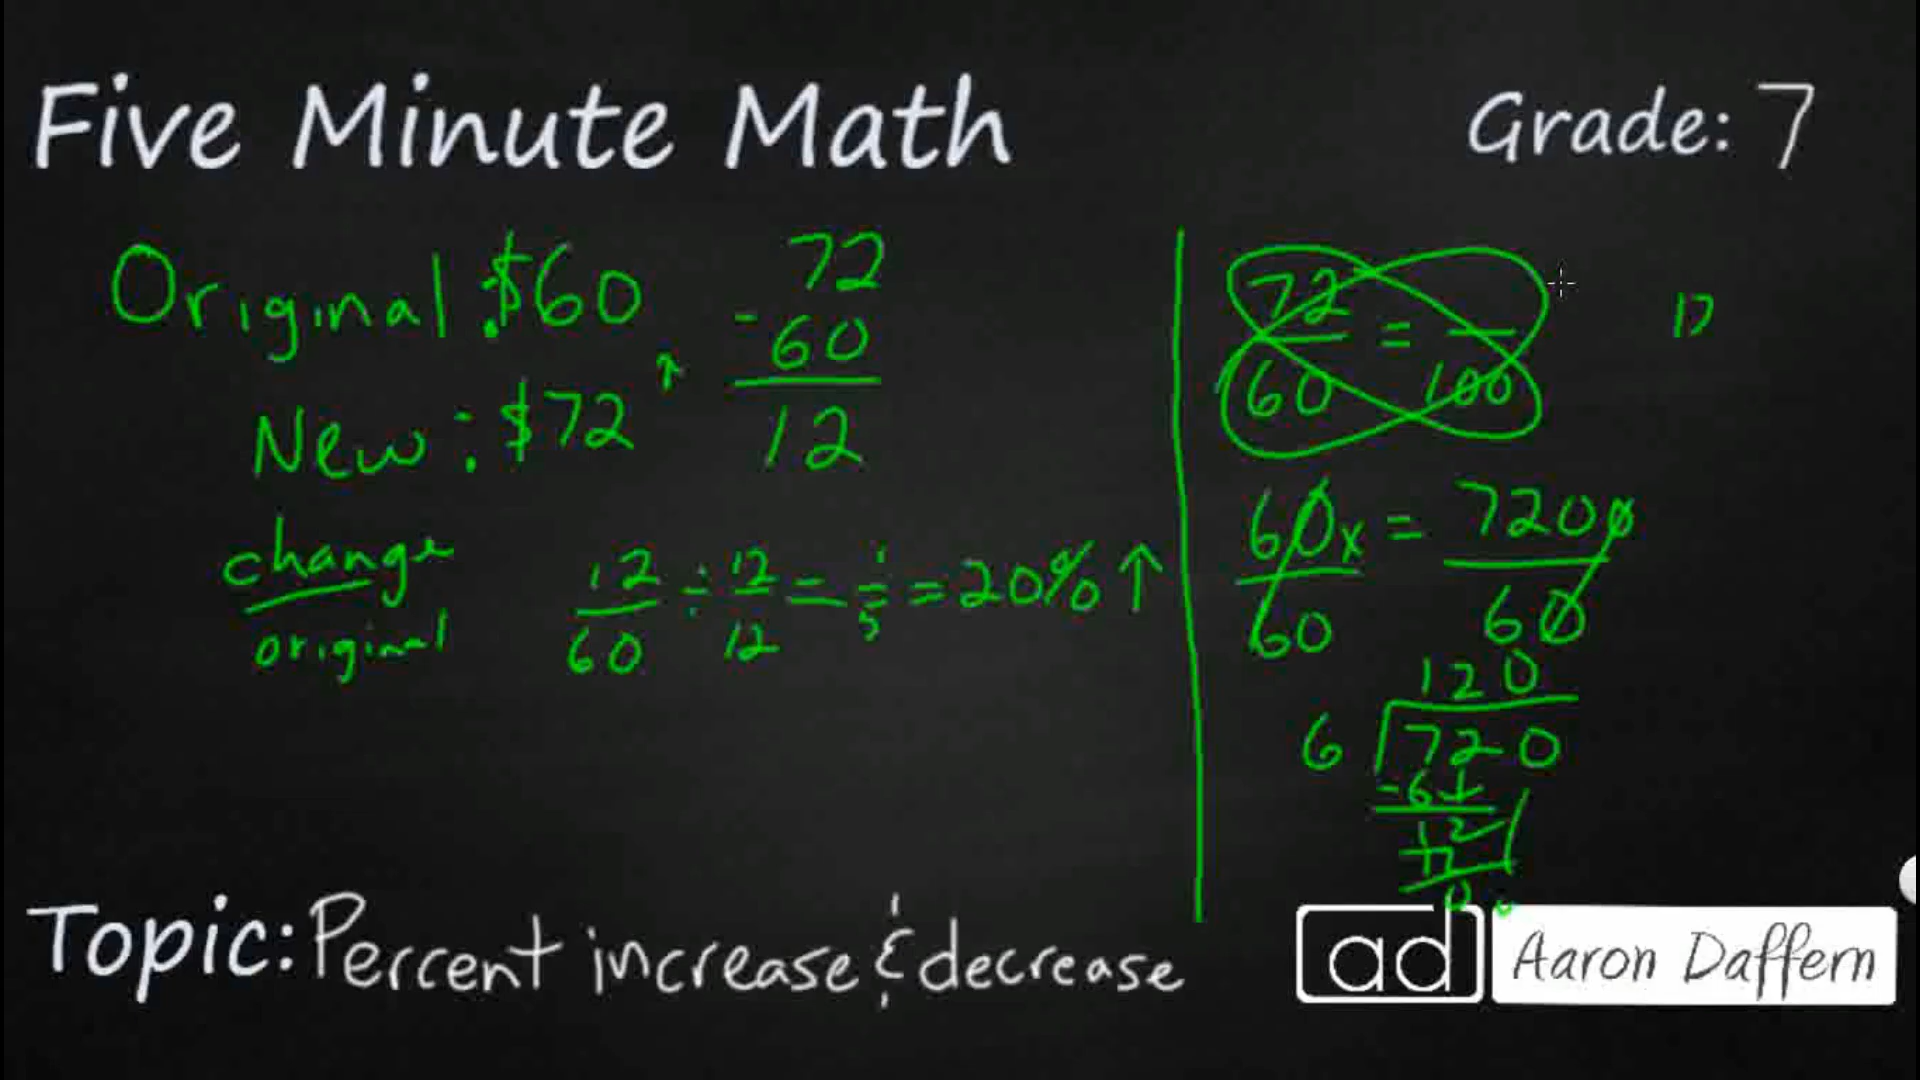 Five Minute Math
Grade: 7
Original: $60
New: $72 ↑
72
- 60
12
change
original
12/60 ÷ 12/12 = 1/5 = 20% ↑
72/60 = /100
60x/60 = 7200/60
120
6 720
-6↓
12
-12
00
Topic: Percent increase & decrease
ad Aaron Daffern